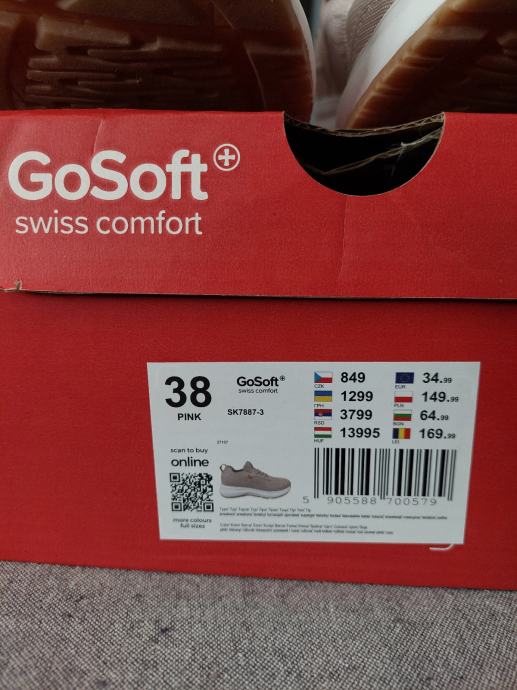 GoSoft
swiss comfort
38
PINK
GoSoft
swiss comfort
SK7887-3
CZK 849
ГРН 1299
RSD 3799
HUF 13995
EUR 34.99
PLN 149.99
BGN 64.99
LEI 169.99
scan to buy
online
more colours
full sizes
5 905588 700579